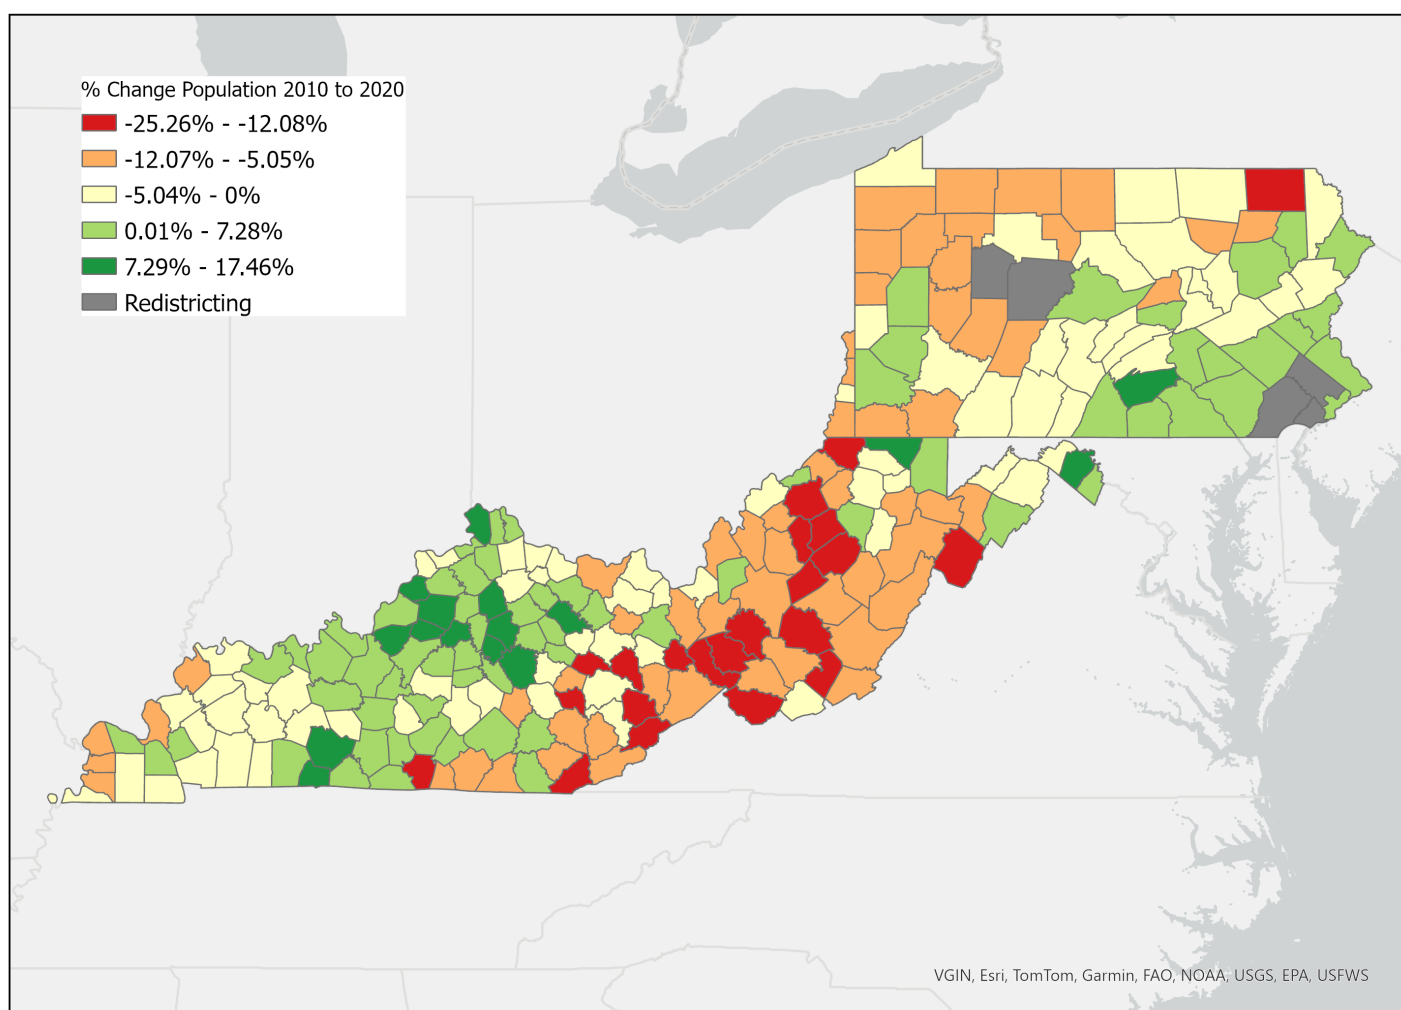 % Change Population 2010 to 2020
-25.26% - -12.08%
-12.07% - -5.05%
-5.04% - 0%
0.01% - 7.28%
7.29% - 17.46%
Redistricting
VGIN, Esri, TomTom, Garmin, FAO, NOAA, USGS, EPA, USFWS